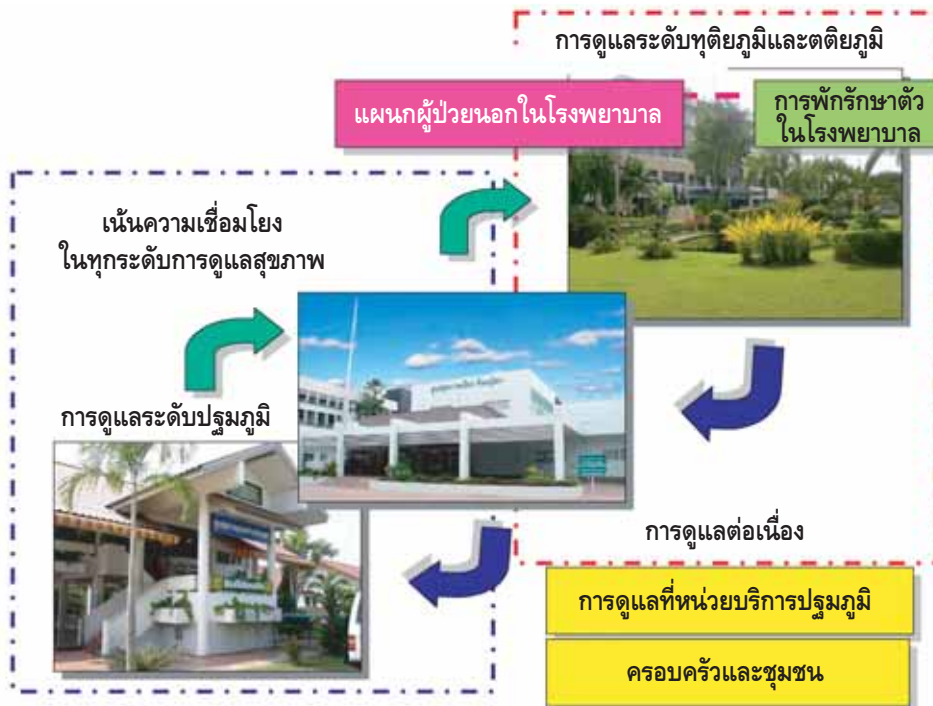 การดูแลระดับทุติยภูมิและตติยภูมิ
แผนกผู้ป่วยนอกในโรงพยาบาล
การพักรักษาตัว
ในโรงพยาบาล
เน้นความเชื่อมโยง
ในทุกระดับการดูแลสุขภาพ
การดูแลระดับปฐมภูมิ
การดูแลต่อเนื่อง
การดูแลที่หน่วยบริการปฐมภูมิ
ครอบครัวและชุมชน